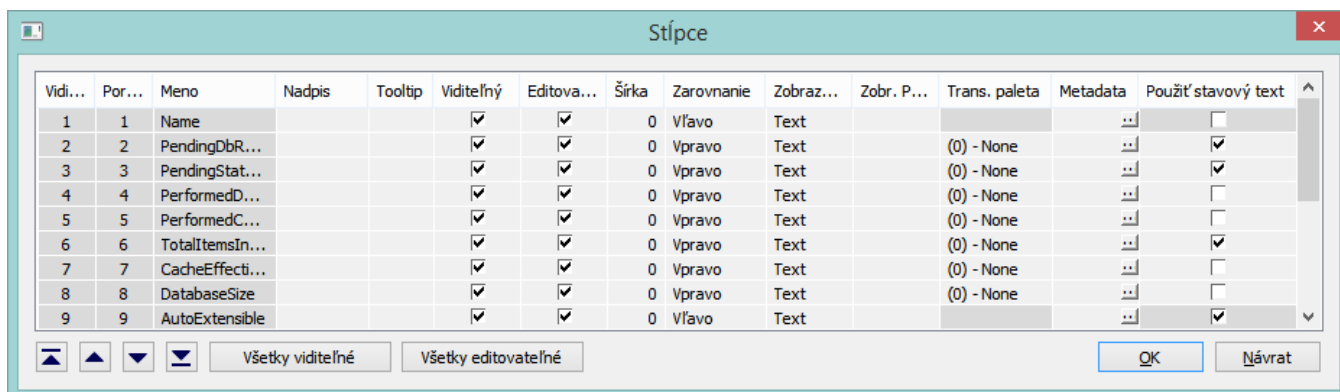 Stĺpce
Vidi... Por... Meno Nadpis Tooltip Viditeľný Editova... Šírka Zarovnanie Zobraz... Zobr. P... Trans. paleta Metadata Použiť stavový text
1 1 Name 0 Vľavo Text ..
2 2 PendingDbR... 0 Vpravo Text (0) - None ..
3 3 PendingStat... 0 Vpravo Text (0) - None ..
4 4 PerformedD... 0 Vpravo Text (0) - None ..
5 5 PerformedC... 0 Vpravo Text (0) - None ..
6 6 TotalItemsIn... 0 Vpravo Text (0) - None ..
7 7 CacheEffecti... 0 Vpravo Text (0) - None ..
8 8 DatabaseSize 0 Vpravo Text (0) - None ..
9 9 AutoExtensible 0 Vľavo Text ..
Všetky viditeľné Všetky editovateľné OK Návrat